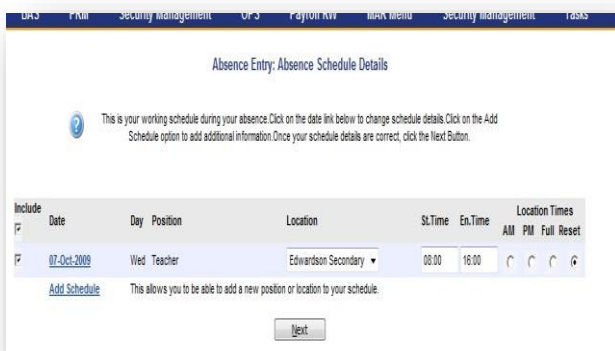 DAS PRM Security Management OPS Payroll RW MAR Menu Security Management Tasks
Absence Entry: Absence Schedule Details
This is your working schedule during your absence.Click on the date link below to change schedule details.Click on the Add
Schedule option to add additional information.Once your schedule details are correct, click the Next Button.
Include Date Day Position Location St.Time En.Time Location Times
AM PM Full Reset
07-Oct-2009 Wed Teacher Edwardson Secondary 08:00 16:00
Add Schedule This allows you to be able to add a new position or location to your schedule.
Next